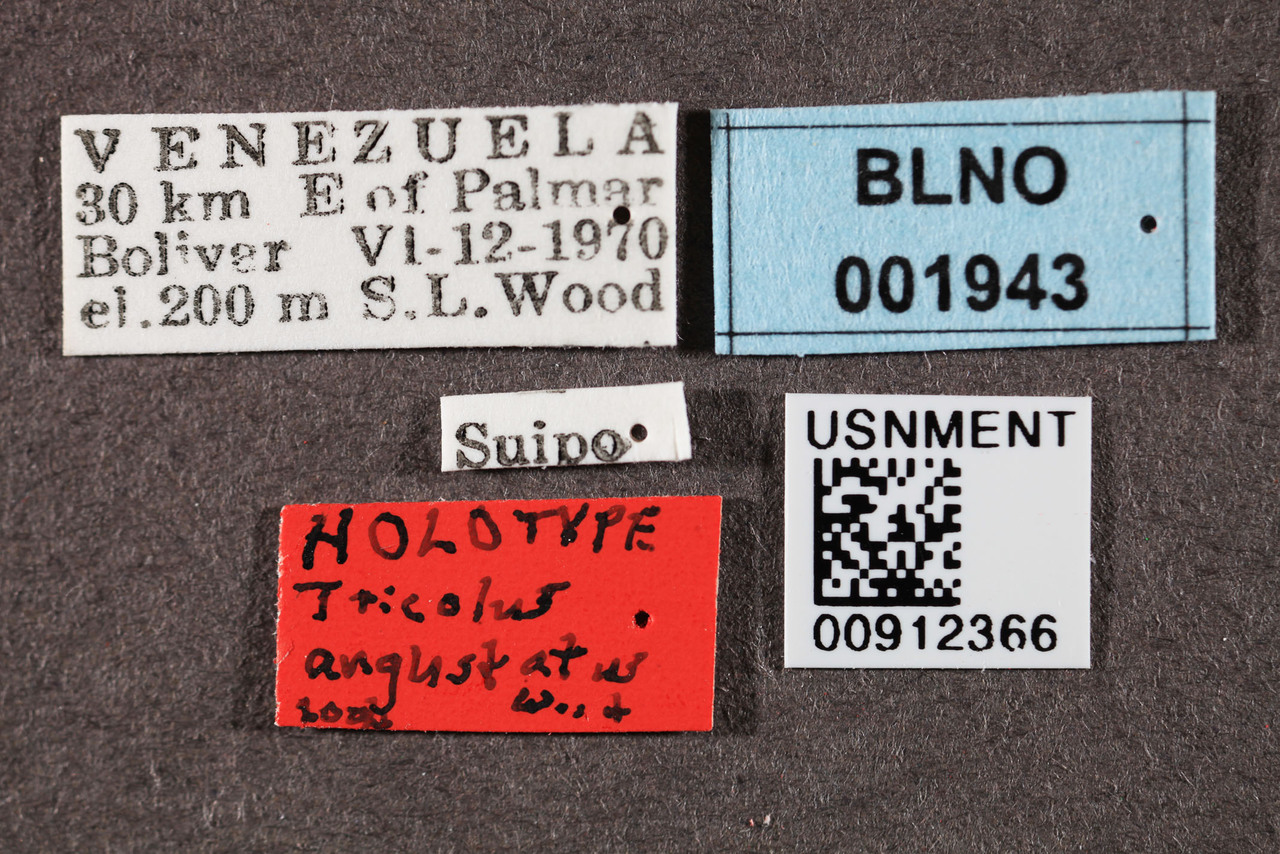 VENEZUELA
30 km E of Palmar
Bolivar VI-12-1970
el.200 m S.L.Wood
BLNO
001943
Suipo
USNMENT
00912366
HOLOTYPE
Tricolus
angustatus